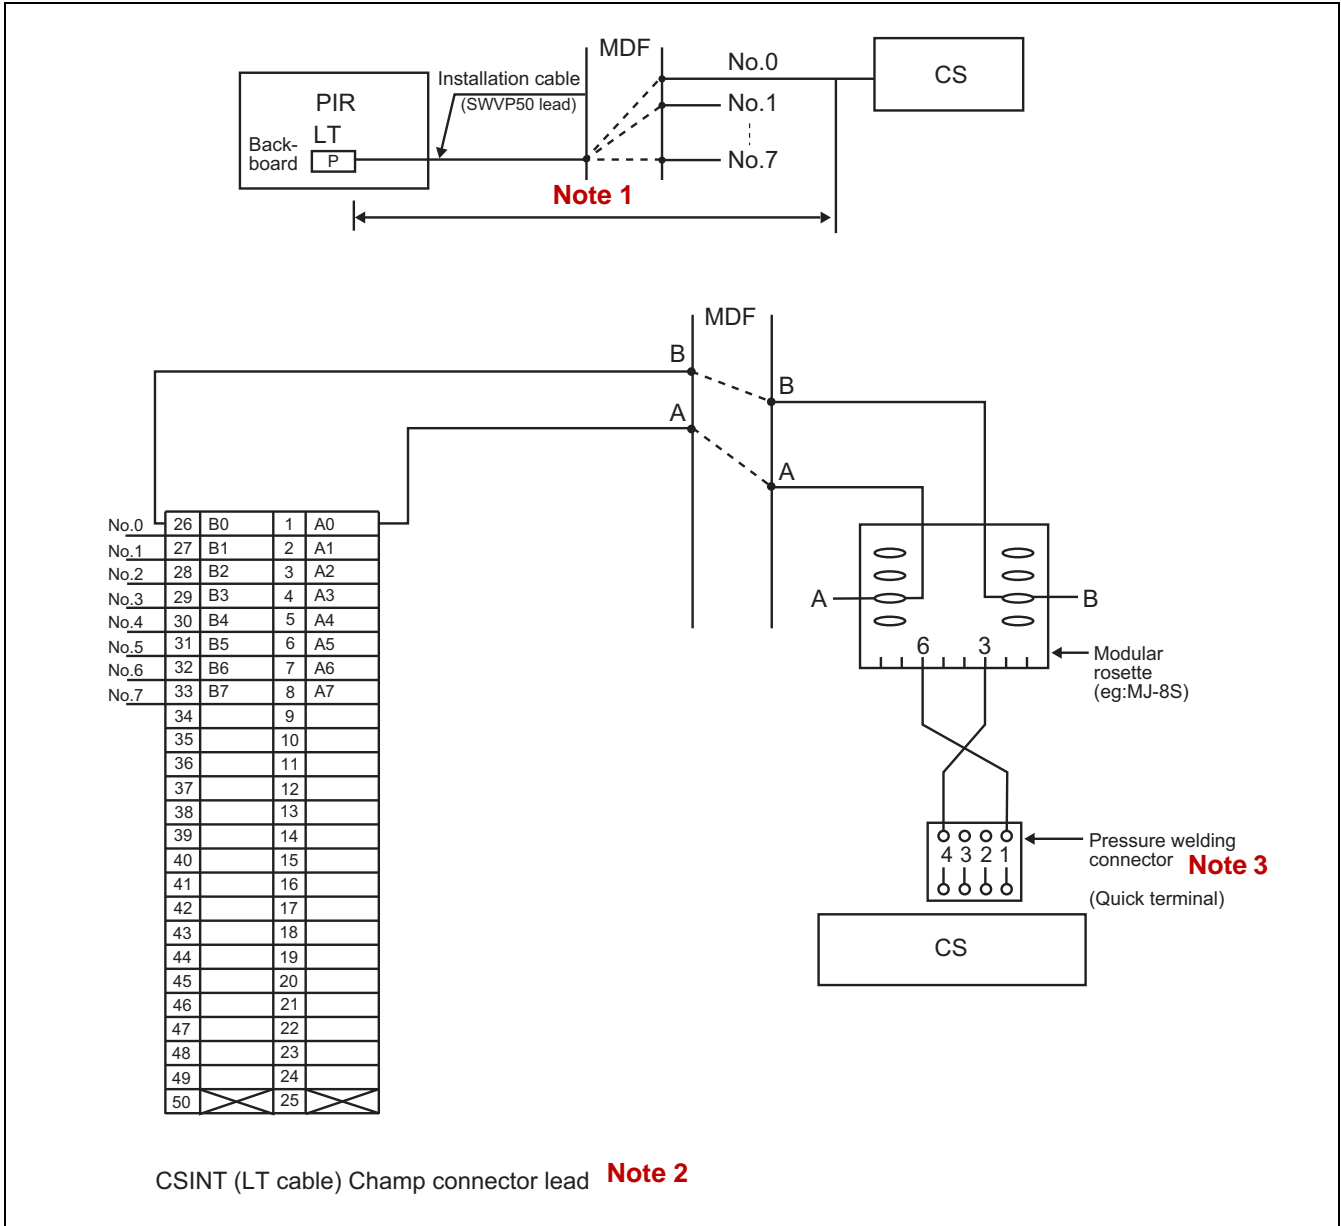 MDF
No.0
CS
Installation cable
(SWVP50 lead)
PIR
No.1
LT
Back-
board
P
No.7
Note 1
MDF
B
B
A
A
No.0 26 B0 1 A0
No.1 27 B1 2 A1
No.2 28 B2 3 A2
No.3 29 B3 4 A3
No.4 30 B4 5 A4
No.5 31 B5 6 A5
No.6 32 B6 7 A6
No.7 33 B7 8 A7
34 9
35 10
36 11
37 12
38 13
39 14
40 15
41 16
42 17
43 18
44 19
45 20
46 21
47 22
48 23
49 24
50 25
A
B
6 3
Modular
rosette
(eg:MJ-8S)
4 3 2 1
Pressure welding
connector Note 3
(Quick terminal)
CS
CSINT (LT cable) Champ connector lead Note 2